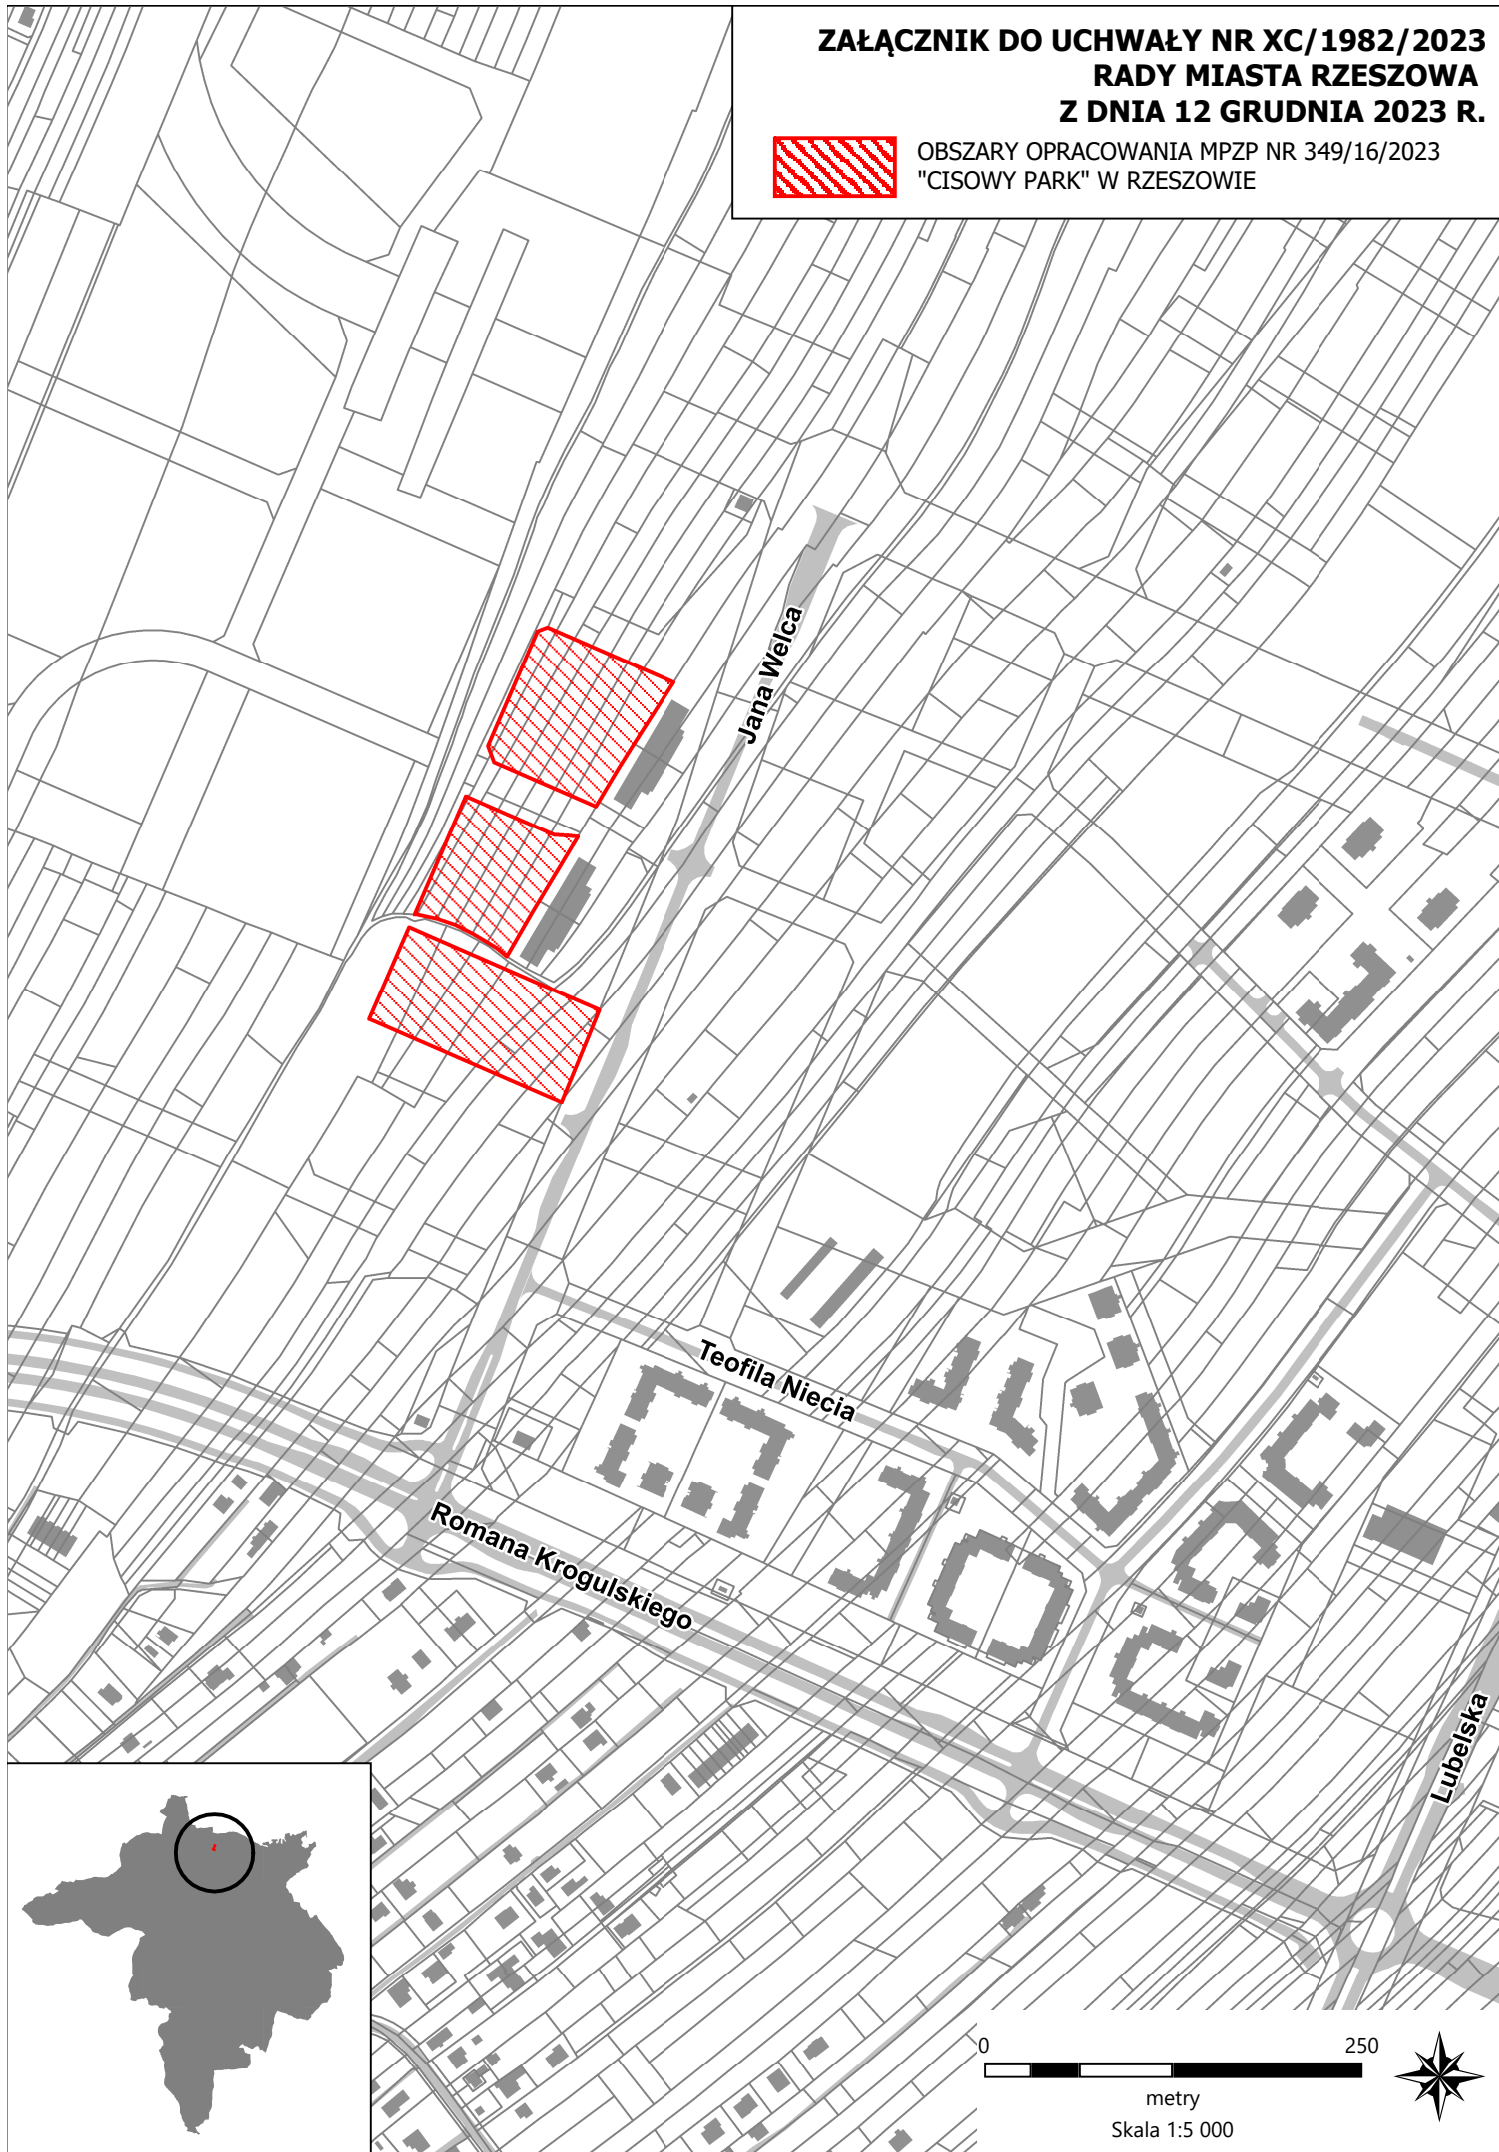 ZAŁĄCZNIK DO UCHWAŁY NR XC/1982/2023
RADY MIASTA RZESZOWA
Z DNIA 12 GRUDNIA 2023 R.
OBSZARY OPRACOWANIA MPZP NR 349/16/2023
"CISOWY PARK" W RZESZOWIE
Jana Welca
Teofila Niecia
Romana Krogulskiego
Lubelska
0 250
metry
Skala 1:5 000